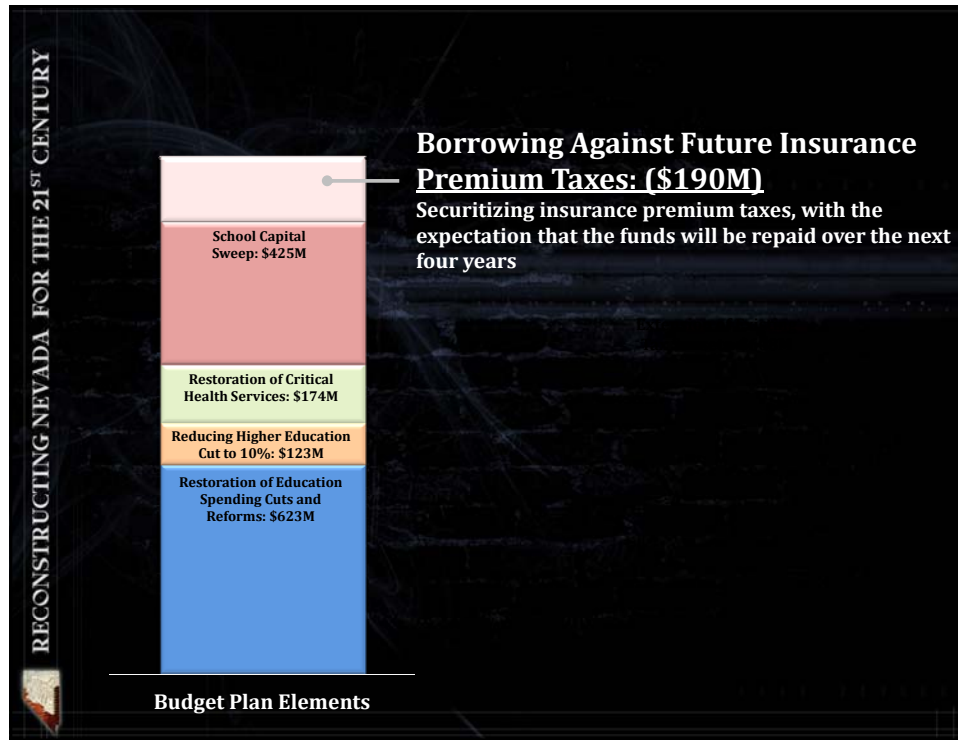 RECONSTRUCTING NEVADA FOR THE 21ST CENTURY
Borrowing Against Future Insurance
Premium Taxes: ($190M)
Securitizing insurance premium taxes, with the
expectation that the funds will be repaid over the next
four years
School Capital
Sweep: $425M
Restoration of Critical
Health Services: $174M
Reducing Higher Education
Cut to 10%: $123M
Restoration of Education
Spending Cuts and
Reforms: $623M
Budget Plan Elements